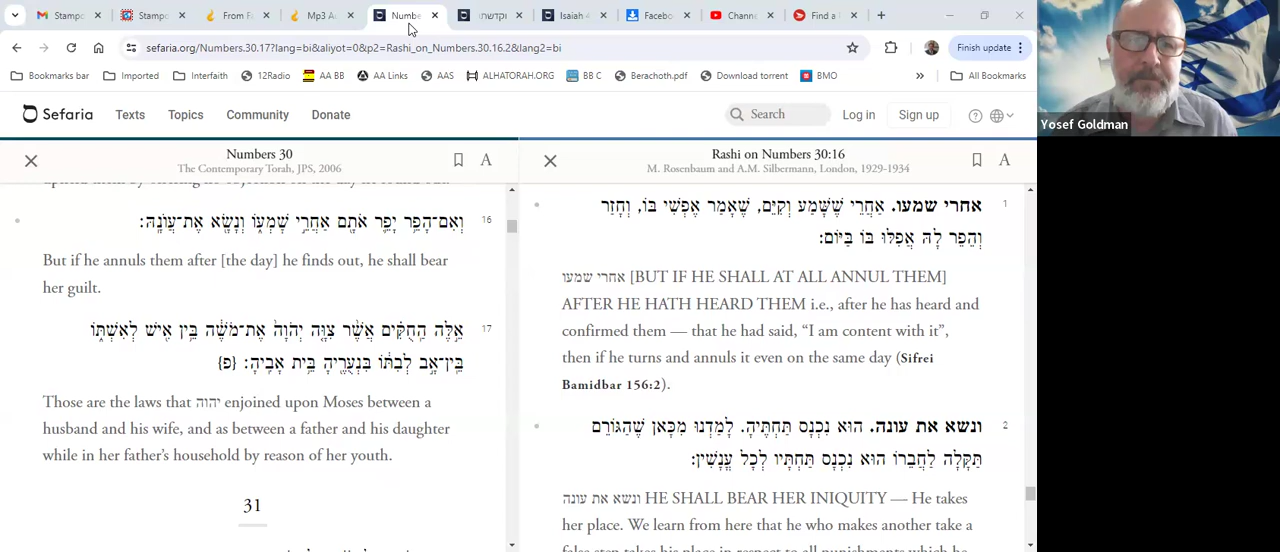 Stampo
Stampo
From F
Mp3 A
Numbe
וקדשתו
Isaiah 4
Facebo
Channe
Find a l
sefaria.org/Numbers.30.17?lang=bi&aliyot=0&p2=Rashi_on_Numbers.30.16.2&lang2=bi
Finish update
Bookmarks bar
Imported
Interfaith
12Radio
AA BB
AA Links
AAS
ALHATORAH.ORG
BB C
Berachoth.pdf
Download torrent
BMO
»
All Bookmarks
Sefaria
Texts
Topics
Community
Donate
Search
Log in
Sign up
Yosef Goldman
Numbers 30
The Contemporary Torah, JPS, 2006
A
16
וְאִם־הָפֵ֥ר יָפֵ֛ר אֹתָ֖ם אַחֲרֵ֣י שׇׁמְע֑וֹ וְנָשָׂ֖א אֶת־עֲוֺנָֽהּ׃
But if he annuls them after [the day] he finds out, he shall bear
her guilt.
17
אֵ֣לֶּה הַֽחֻקִּ֗ים אֲשֶׁ֨ר צִוָּ֤ה יְהֹוָה֙ אֶת־מֹשֶׁ֔ה בֵּ֥ין אִ֖ישׁ לְאִשְׁתּ֑וֹ
בֵּֽין־אָ֣ב לְבִתּ֔וֹ בִּנְעֻרֶ֖יהָ בֵּ֥ית אָבִֽיהָ׃ {פ}
Those are the laws that יהוה enjoined upon Moses between a
husband and his wife, and as between a father and his daughter
while in her father's household by reason of her youth.
31
Rashi on Numbers 30:16
M. Rosenbaum and A.M. Silbermann, London, 1929-1934
A
1
אחרי שמעו. אַחֲרֵי שֶׁשָּׁמַע וְקִיֵּם, שֶׁאָמַר אֶפְשִׁי בּוֹ, וְחָזַר
וְהֵפֵר לָהּ אֲפִלּוּ בוֹ בַיּוֹם:
אחרי שמעו [BUT IF HE SHALL AT ALL ANNUL THEM]
AFTER HE HATH HEARD THEM i.e., after he has heard and
confirmed them — that he had said, “I am content with it”,
then if he turns and annuls it even on the same day (Sifrei
Bamidbar 156:2).
2
ונשא את עונה. הוּא נִכְנָס תַּחְתֶּיהָ. לָמַדְנוּ מִכָּאן שֶׁהַגּוֹרֵם
תַּקָּלָה לַחֲבֵרוֹ הוּא נִכְנָס תַּחְתָּיו לְכָל עֳנָשִׁין:
ונשא את עונה HE SHALL BEAR HER INIQUITY — He takes
her place. We learn from here that he who makes another take a